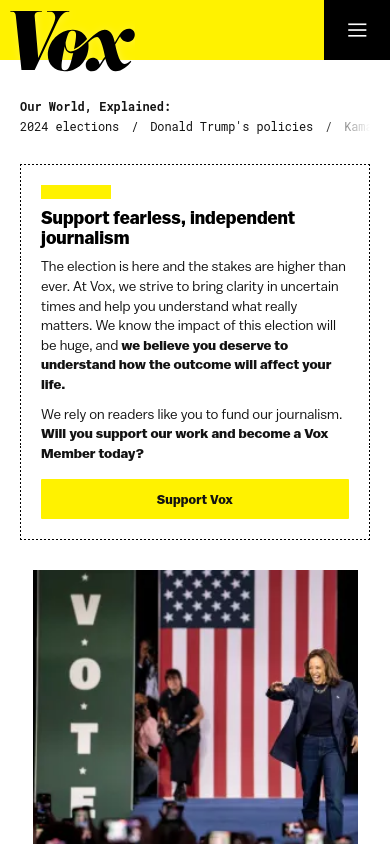 Vox
Our World, Explained:
2024 elections / Donald Trump's policies / Kam
Support fearless, independent
journalism
The election is here and the stakes are higher than
ever. At Vox, we strive to bring clarity in uncertain
times and help you understand what really
matters. We know the impact of this election will
be huge, and we believe you deserve to
understand how the outcome will affect your
life.
We rely on readers like you to fund our journalism.
Will you support our work and become a Vox
Member today?
Support Vox
V
O
T
E